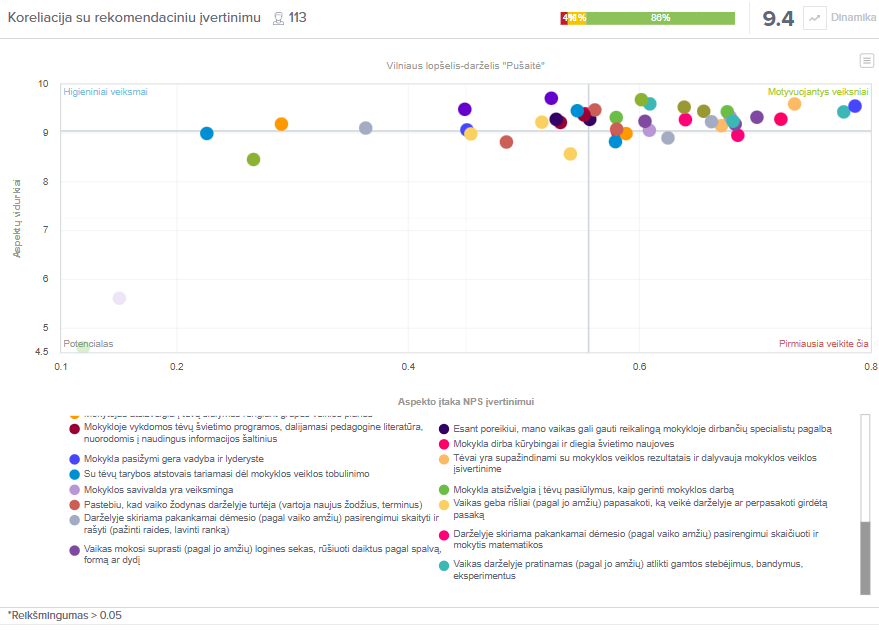 Koreliacija su rekomendaciniu įvertinimu 113
4% 11% 86% 9.4 Dinamika
Vilniaus lopšelis-darželis "Pušaitė"
Higieniniai veiksmai
Motyvuojantys veiksniai
10
9
8
7
6
5
4.5
Aspektų vidurkiai
Potencialas
Pirmiausia veikite čia
0.1 0.2 0.4 0.6 0.8
Aspekto įtaka NPS įvertinimui
Mokykloje vykdomos tėvų švietimo programos, dalijamasi pedagogine literatūra,
nuorodomis į naudingus informacijos šaltinius
Mokykla pasižymi gera vadyba ir lyderyste
Su tėvų tarybos atstovais tariamasi dėl mokyklos veiklos tobulinimo
Mokyklos savivalda yra veiksminga
Pastebiu, kad vaiko žodynas darželyje turtėja (vartoja naujus žodžius, terminus)
Darželyje skiriama pakankamai dėmesio (pagal vaiko amžių) pasirengimui skaityti ir
rašyti (pažinti raides, lavinti ranką)
Vaikas mokosi suprasti (pagal jo amžių) logines sekas, rūšiuoti daiktus pagal spalvą,
formą ar dydį
Esant poreikiui, mano vaikas gali gauti reikalingą mokykloje dirbančių specialistų pagalbą
Mokykla dirba kūrybingai ir diegia švietimo naujoves
Tėvai yra supažindinami su mokyklos veiklos rezultatais ir dalyvauja mokyklos veiklos
įsivertinime
Mokykla atsižvelgia į tėvų pasiūlymus, kaip gerinti mokyklos darbą
Vaikas geba rišliai (pagal jo amžių) papasakoti, ką veikė darželyje ar perpasakoti girdėtą
pasaką
Darželyje skiriama pakankamai dėmesio (pagal vaiko amžių) pasirengimui skaičiuoti ir
mokytis matematikos
Vaikas darželyje pratinamas (pagal jo amžių) atlikti gamtos stebėjimus, bandymus,
eksperimentus
*Reikšmingumas > 0.05